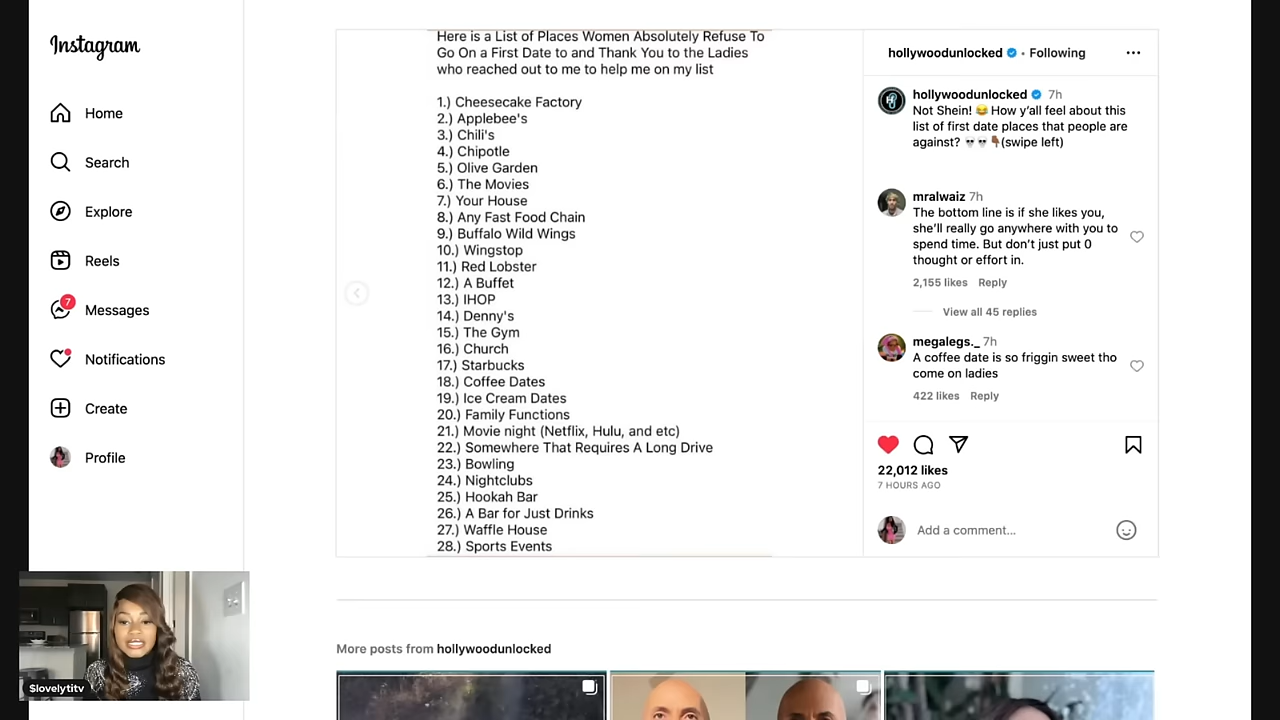 Instagram
Home
Search
Explore
Reels
7
Messages
Notifications
Create
Profile
Here is a List of Places Women Absolutely Refuse To
Go On a First Date to and Thank You to the Ladies
who reached out to me to help me on my list
1.) Cheesecake Factory
2.) Applebee's
3.) Chili's
4.) Chipotle
5.) Olive Garden
6.) The Movies
7.) Your House
8.) Any Fast Food Chain
9.) Buffalo Wild Wings
10.) Wingstop
11.) Red Lobster
12.) A Buffet
13.) IHOP
14.) Denny's
15.) The Gym
16.) Church
17.) Starbucks
18.) Coffee Dates
19.) Ice Cream Dates
20.) Family Functions
21.) Movie night (Netflix, Hulu, and etc)
22.) Somewhere That Requires A Long Drive
23.) Bowling
24.) Nightclubs
25.) Hookah Bar
26.) A Bar for Just Drinks
27.) Waffle House
28.) Sports Events
hollywoodunlocked • Following
hollywoodunlocked 7h
Not Shein! 😂 How y'all feel about this
list of first date places that people are
against? 💀💀👇🏾(swipe left)
mralwaiz 7h
The bottom line is if she likes you,
she'll really go anywhere with you to
spend time. But don't just put 0
thought or effort in.
2,155 likes Reply
View all 45 replies
megalegs._ 7h
A coffee date is so friggin sweet tho
come on ladies
422 likes Reply
22,012 likes
7 HOURS AGO
Add a comment...
More posts from hollywoodunlocked
$lovelytitv